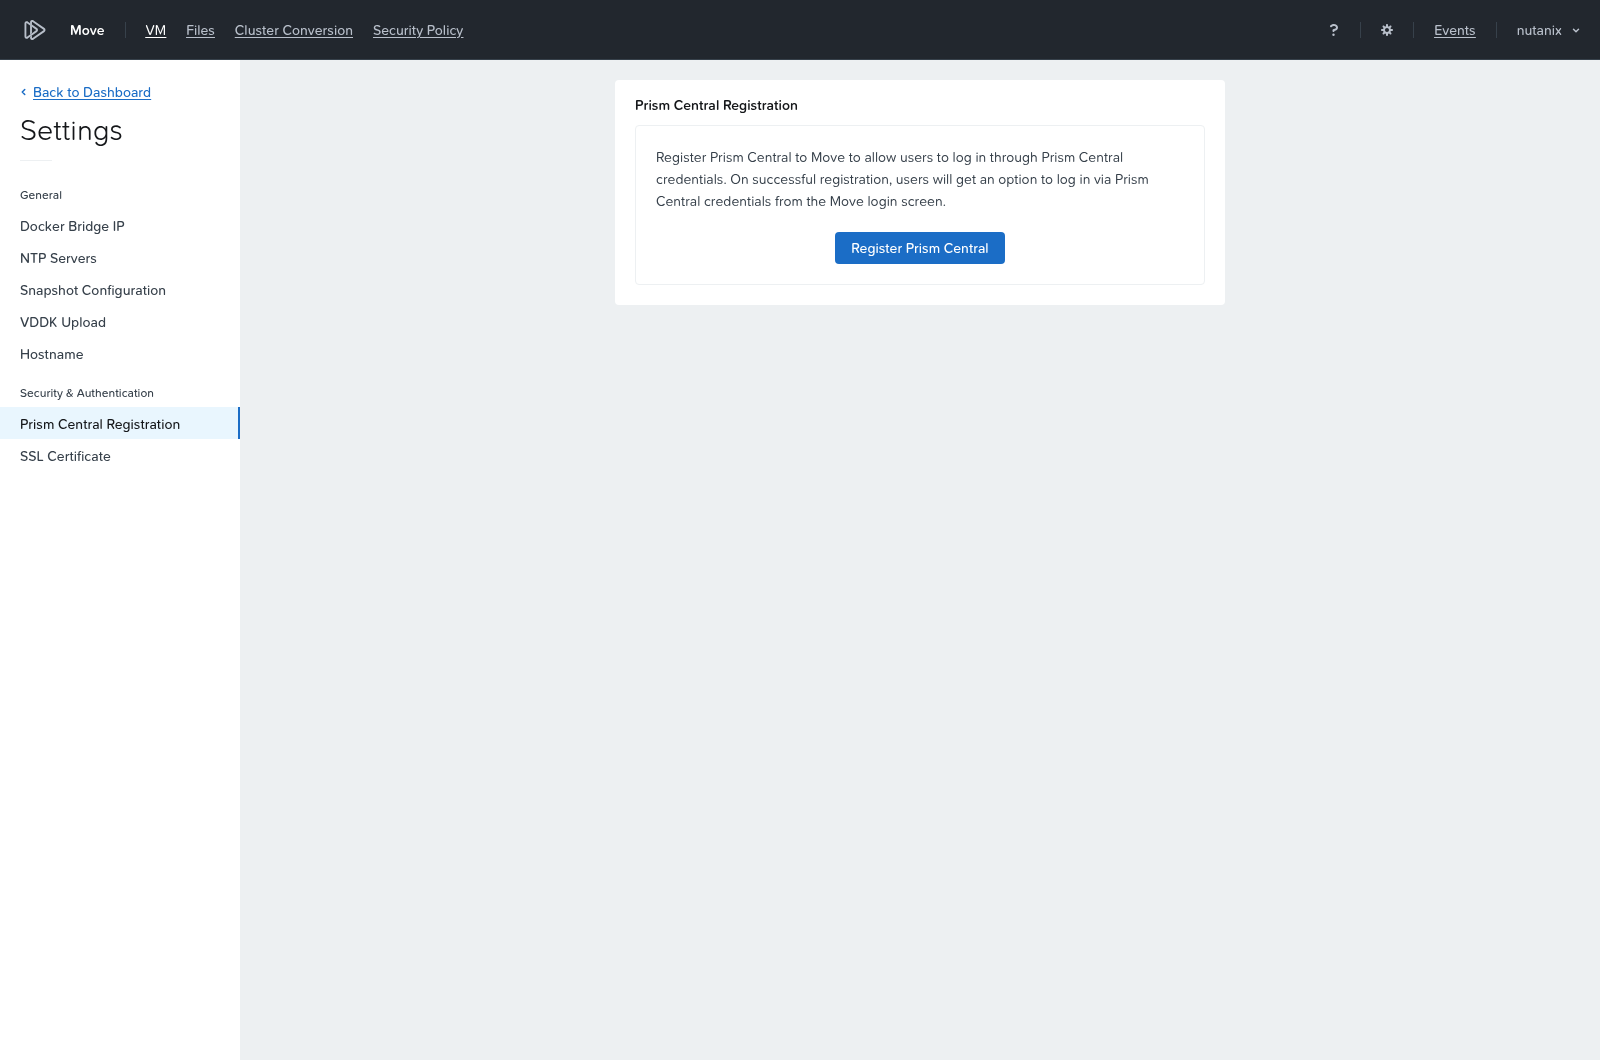 Move
VM
Files
Cluster Conversion
Security Policy
?
Events
nutanix
Back to Dashboard
Settings
General
Docker Bridge IP
NTP Servers
Snapshot Configuration
VDDK Upload
Hostname
Security & Authentication
Prism Central Registration
SSL Certificate
Prism Central Registration
Register Prism Central to Move to allow users to log in through Prism Central
credentials. On successful registration, users will get an option to log in via Prism
Central credentials from the Move login screen.
Register Prism Central